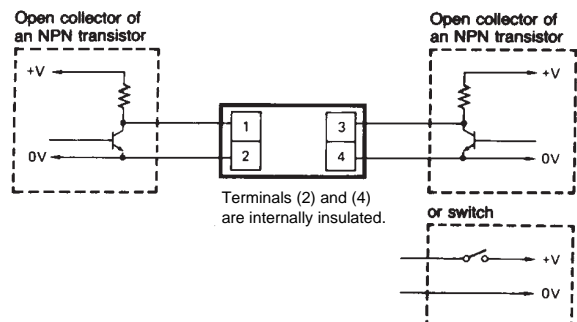 Open collector of
an NPN transistor
+V
0V
1
2
3
4
Terminals (2) and (4)
are internally insulated.
Open collector of
an NPN transistor
+V
0V
or switch
+V
0V